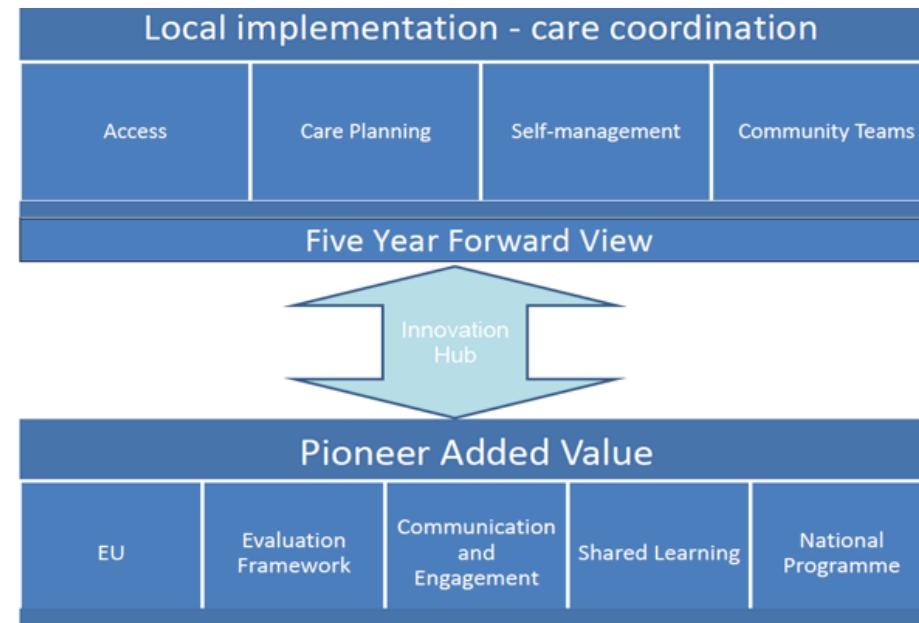 Local implementation - care coordination
Access
Care Planning
Self-management
Community Teams
Five Year Forward View
Innovation
Hub
Pioneer Added Value
EU
Evaluation
Framework
Communication
and
Engagement
Shared Learning
National
Programme